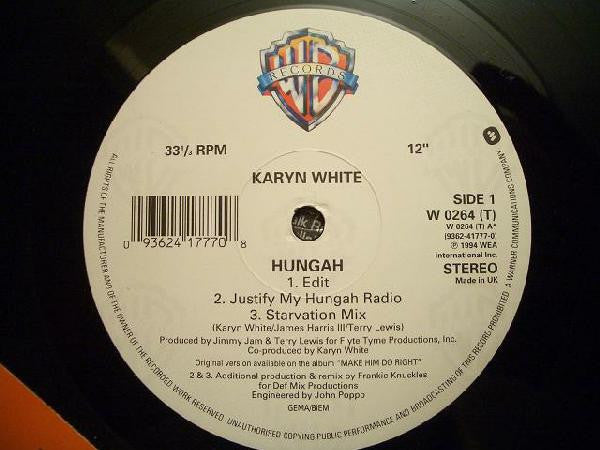 WB
RECORDS
33⅓ RPM
12"
KARYN WHITE
SIDE 1
W 0264 (T)
W 0264 (T) A*
(9362-41777-0)
℗ 1994 WEA
International Inc.
STEREO
Made in UK
0 93624 17770 8
HUNGAH
1. Edit
2. Justify My Hungah Radio
3. Starvation Mix
(Karyn White/James Harris III/Terry Lewis)
Produced by Jimmy Jam & Terry Lewis for Flyte Tyme Productions, Inc.
Co-produced by Karyn White
Original version available on the album "MAKE HIM DO RIGHT"
2 & 3. Additional production & remix by Frankie Knuckles
for Def Mix Productions
Engineered by John Poppo
GEMA/BIEM
ALL RIGHTS OF THE MANUFACTURER AND OF THE OWNER OF THE RECORDED WORK RESERVED. UNAUTHORISED COPYING PUBLIC PERFORMANCE AND BROADCASTING OF THIS RECORD PROHIBITED. A WARNER COMMUNICATIONS COMPANY.